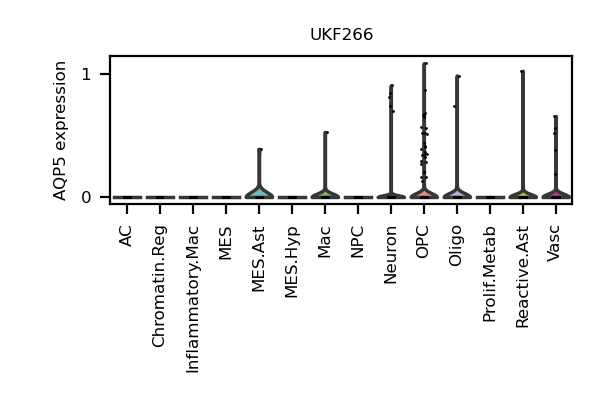 UKF266
AQP5 expression
1
0
AC
Chromatin.Reg
Inflammatory.Mac
MES
MES.Ast
MES.Hyp
Mac
NPC
Neuron
OPC
Oligo
Prolif.Metab
Reactive.Ast
Vasc